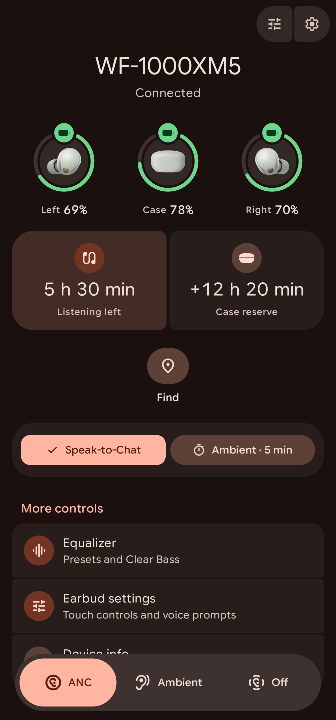 WF-1000XM5
Connected
Left 69%
Case 78%
Right 70%
5 h 30 min
Listening left
+12 h 20 min
Case reserve
Find
Speak-to-Chat
Ambient · 5 min
More controls
Equalizer
Presets and Clear Bass
Earbud settings
Touch controls and voice prompts
Device info
ANC
Ambient
Off